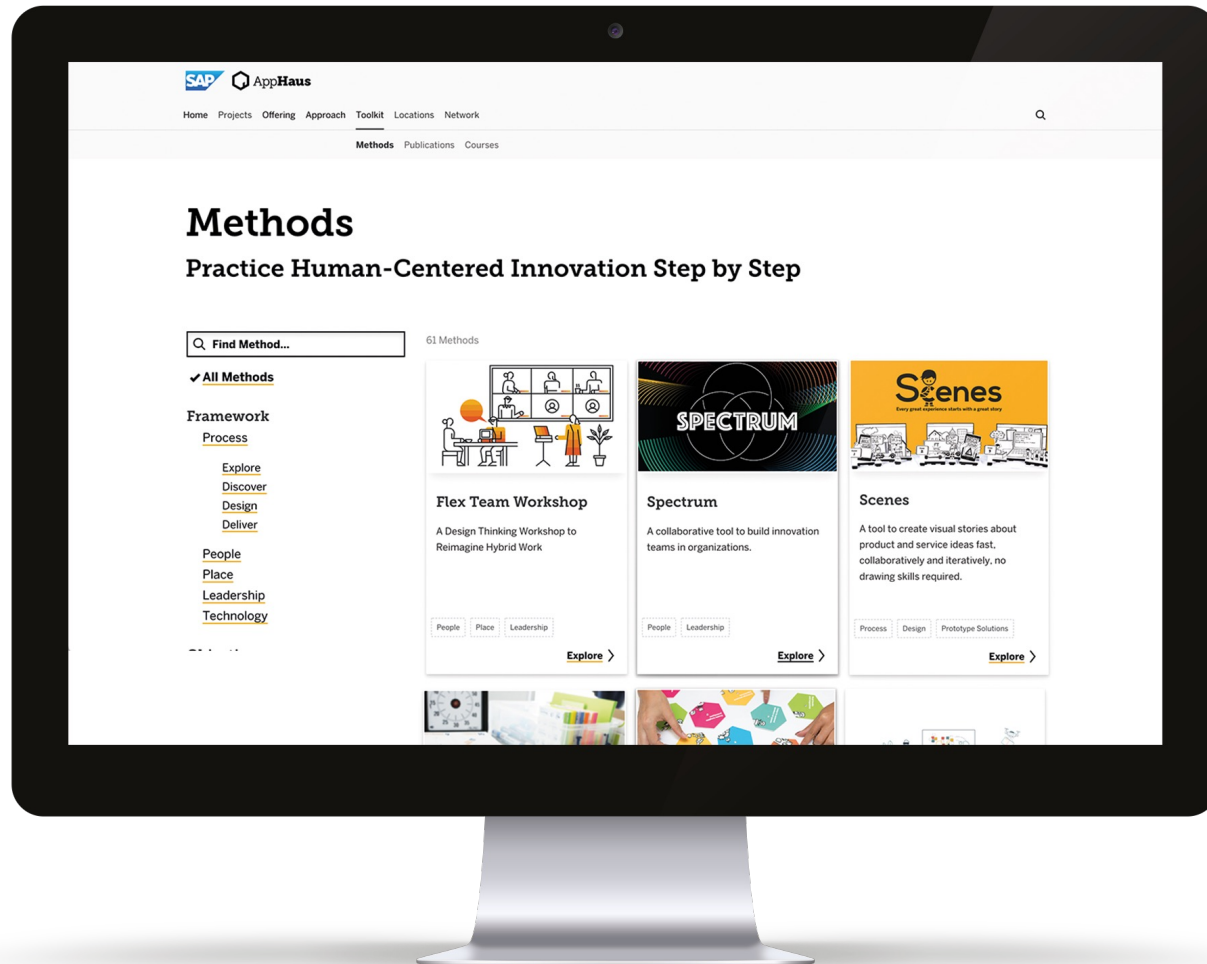 SAP AppHaus
Home Projects Offering Approach Toolkit Locations Network
Methods Publications Courses
Methods
Practice Human-Centered Innovation Step by Step
Find Method...
All Methods
Framework
Process
Explore
Discover
Design
Deliver
People
Place
Leadership
Technology
61 Methods
Flex Team Workshop
A Design Thinking Workshop to
Reimagine Hybrid Work
People Place Leadership
Explore
SPECTRUM
Spectrum
A collaborative tool to build innovation
teams in organizations.
People Leadership
Explore
Scenes
Every great experience starts with a great story
Scenes
A tool to create visual stories about
product and service ideas fast,
collaboratively and iteratively, no
drawing skills required.
Process Design Prototype Solutions
Explore